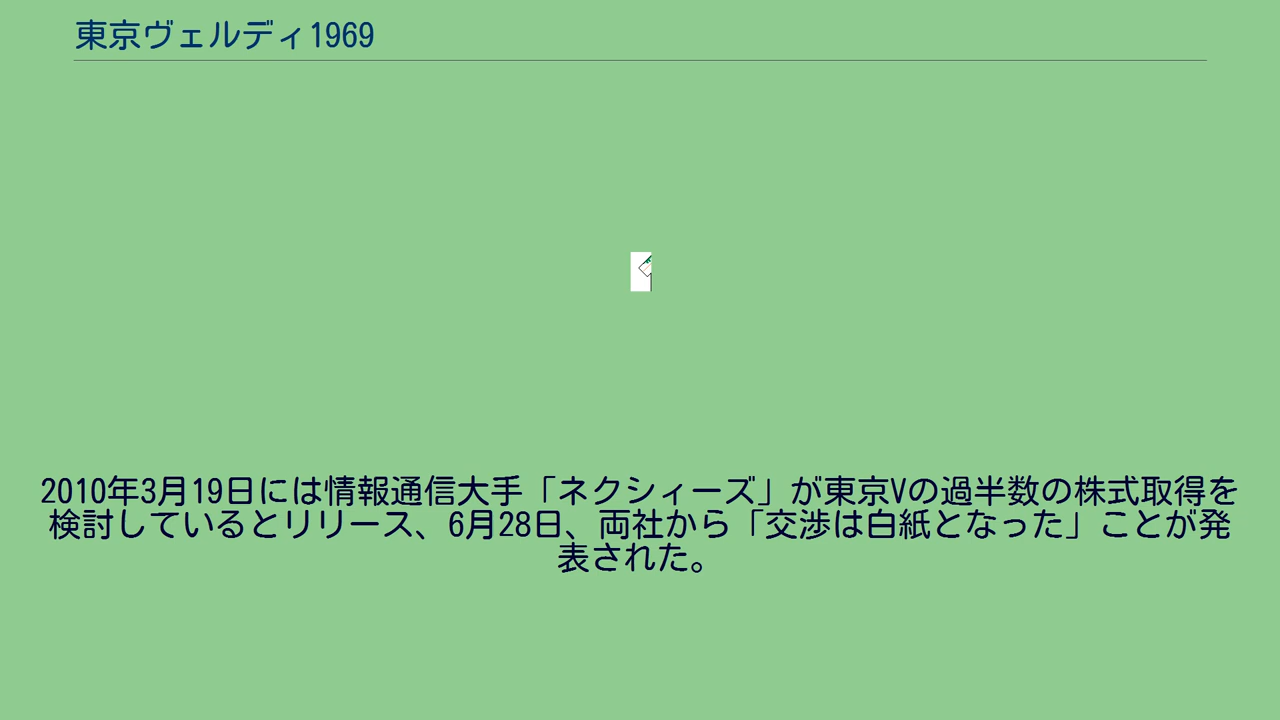 東京ヴェルディ1969
2010年3月19日には情報通信大手「ネクシィーズ」が東京Vの過半数の株式取得を
検討しているとリリース、6月28日、両社から「交渉は白紙となった」ことが発
表された。